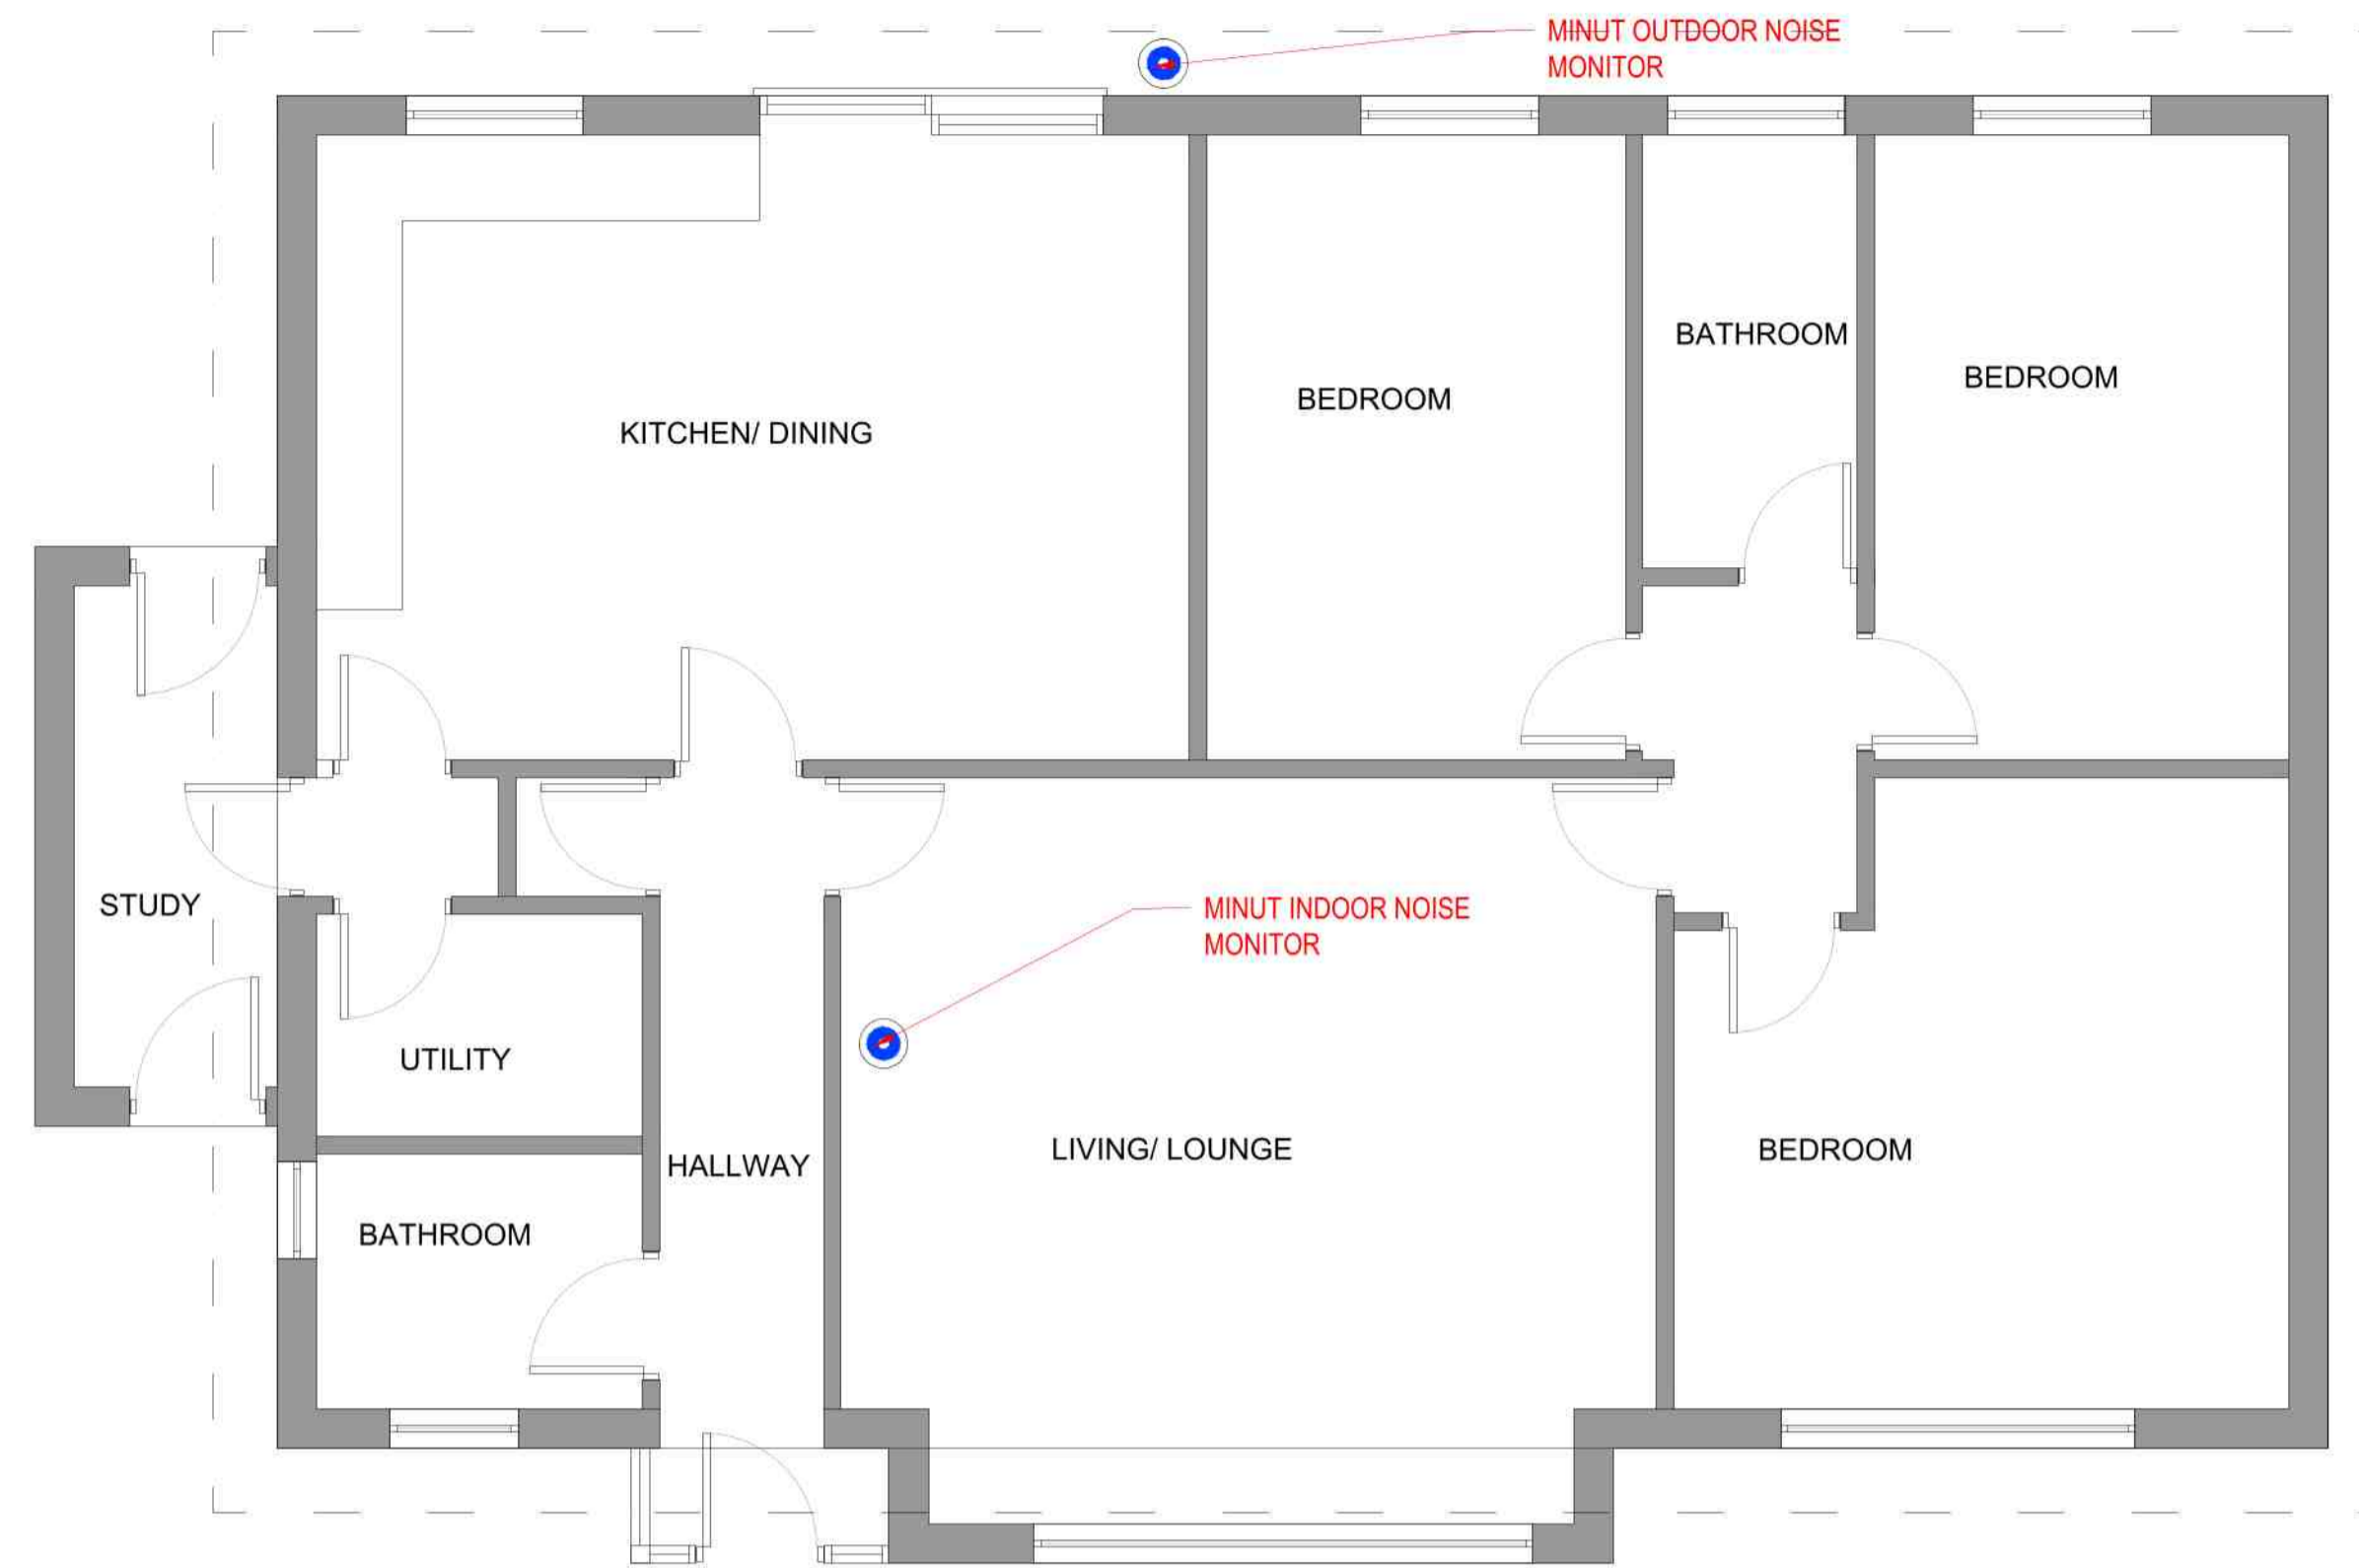 MINUT OUTDOOR NOISE
MONITOR
BATHROOM
BEDROOM
BEDROOM
KITCHEN/ DINING
STUDY
MINUT INDOOR NOISE
MONITOR
UTILITY
HALLWAY
LIVING/ LOUNGE
BEDROOM
BATHROOM